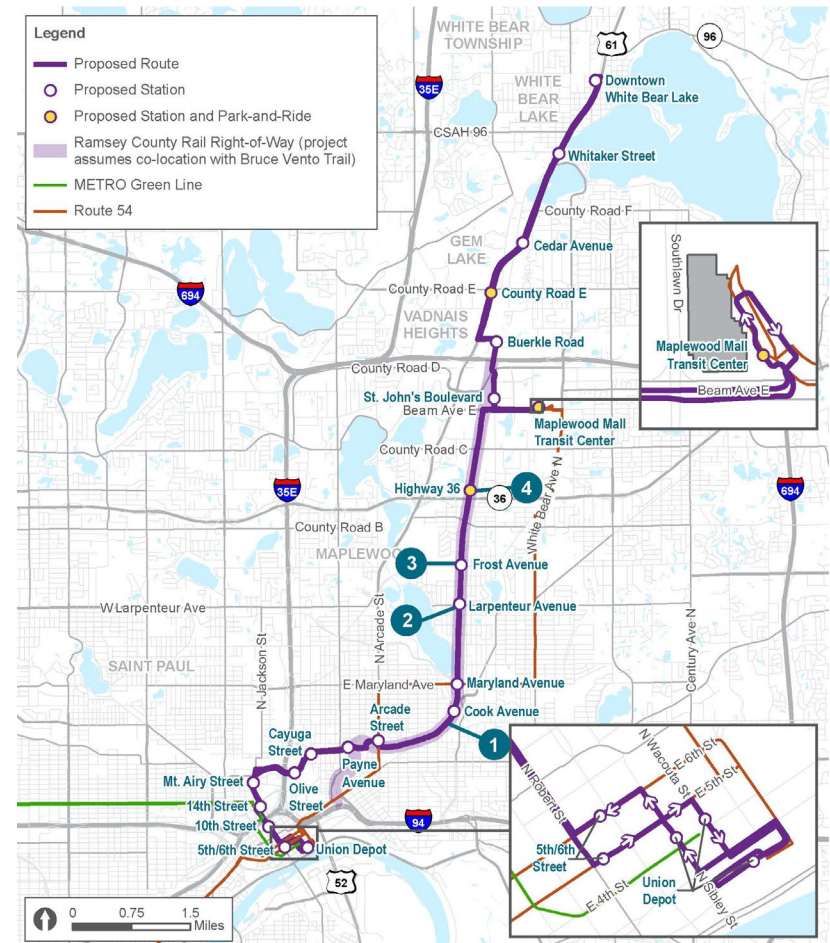 Legend
Proposed Route
Proposed Station
Proposed Station and Park-and-Ride
Ramsey County Rail Right-of-Way (project
assumes co-location with Bruce Vento Trail)
METRO Green Line
Route 54
WHITE BEAR
TOWNSHIP
61
96
35E
WHITE
BEAR
LAKE
Downtown
White Bear Lake
CSAH 96
Whitaker Street
County Road F
Cedar Avenue
GEM
LAKE
694
County Road E
County Road E
VADNAIS
HEIGHTS
Buerkle Road
County Road D
St. John's Boulevard
Beam Ave E
Maplewood Mall
Transit Center
Southlawn Dr
Maplewood Mall
Transit Center
Beam Ave E
County Road C
Highway 36
4
36
35E
694
White Bear Ave N
County Road B
MAPLEWOO
3
Frost Avenue
2
Larpenteur Avenue
W Larpenteur Ave
N Arcade St
Century Ave N
SAINT PAUL
N Jackson St
E Maryland Ave
Maryland Avenue
Cook Avenue
Arcade
Street
1
Cayuga
Street
Payne
Avenue
Mt. Airy Street
Olive
Street
14th Street
10th Street
94
5th/6th Street
Union Depot
52
N Robert St
N Wacouta St
E 6th St
E 5th St
5th/6th
Street
E 4th St
Union
Depot
N Sibley St
0 0.75 1.5
Miles